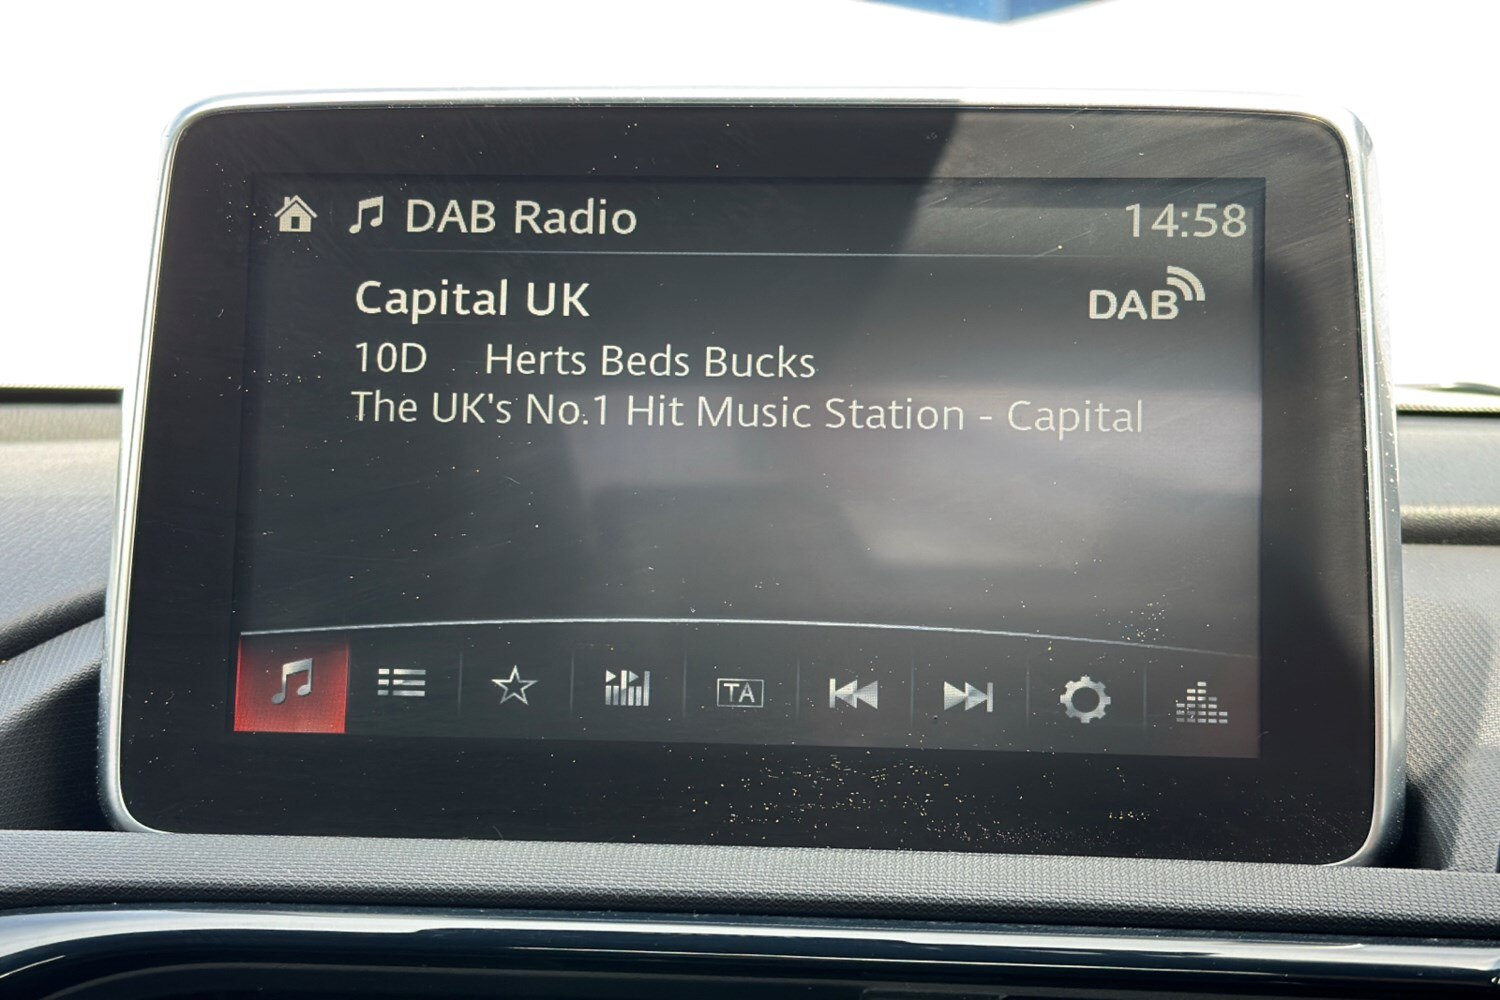 DAB Radio 14:58
Capital UK DAB
10D Herts Beds Bucks
The UK's No.1 Hit Music Station - Capital
TA